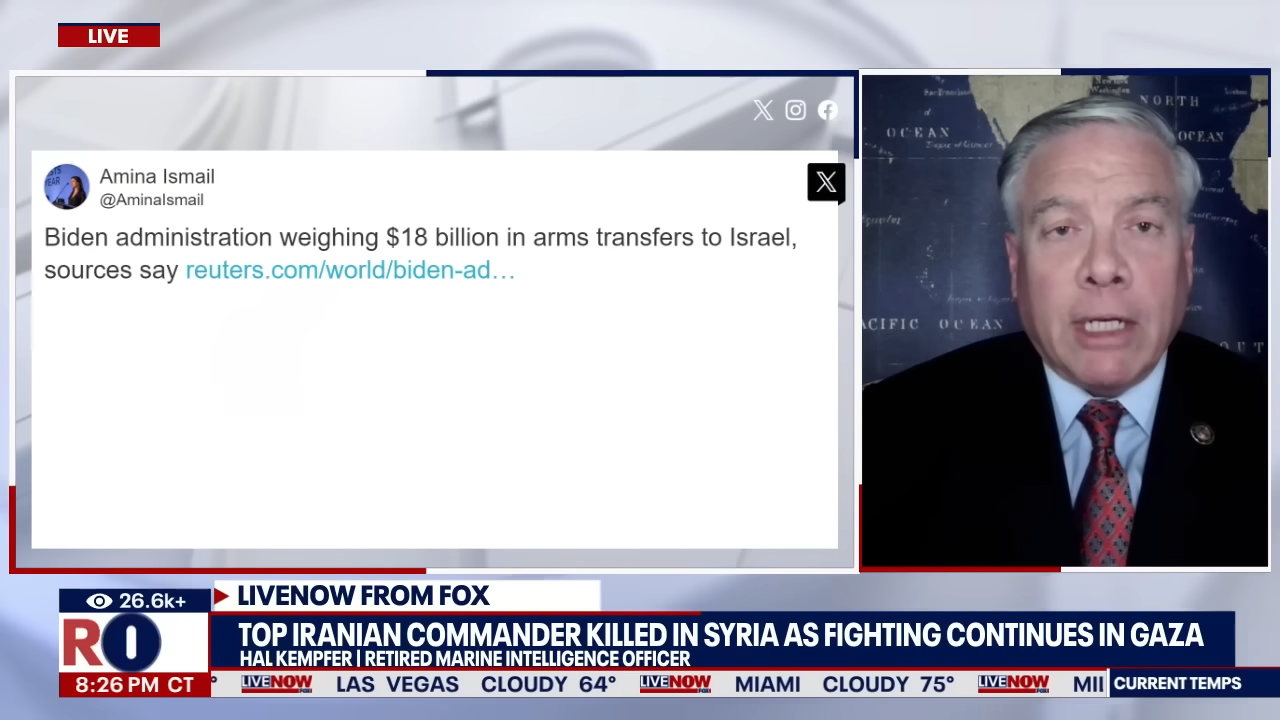 LIVE
Amina Ismail
@AminaIsmail
Biden administration weighing $18 billion in arms transfers to Israel,
sources say reuters.com/world/biden-ad…
NORTH
OCEAN
OCEAN
PACIFIC OCEAN
26.6k+
LIVENOW FROM FOX
RO
TOP IRANIAN COMMANDER KILLED IN SYRIA AS FIGHTING CONTINUES IN GAZA
HAL KEMPFER | RETIRED MARINE INTELLIGENCE OFFICER
8:26 PM CT
LIVENOW LAS VEGAS CLOUDY 64° LIVENOW MIAMI CLOUDY 75° LIVENOW MIL CURRENT TEMPS